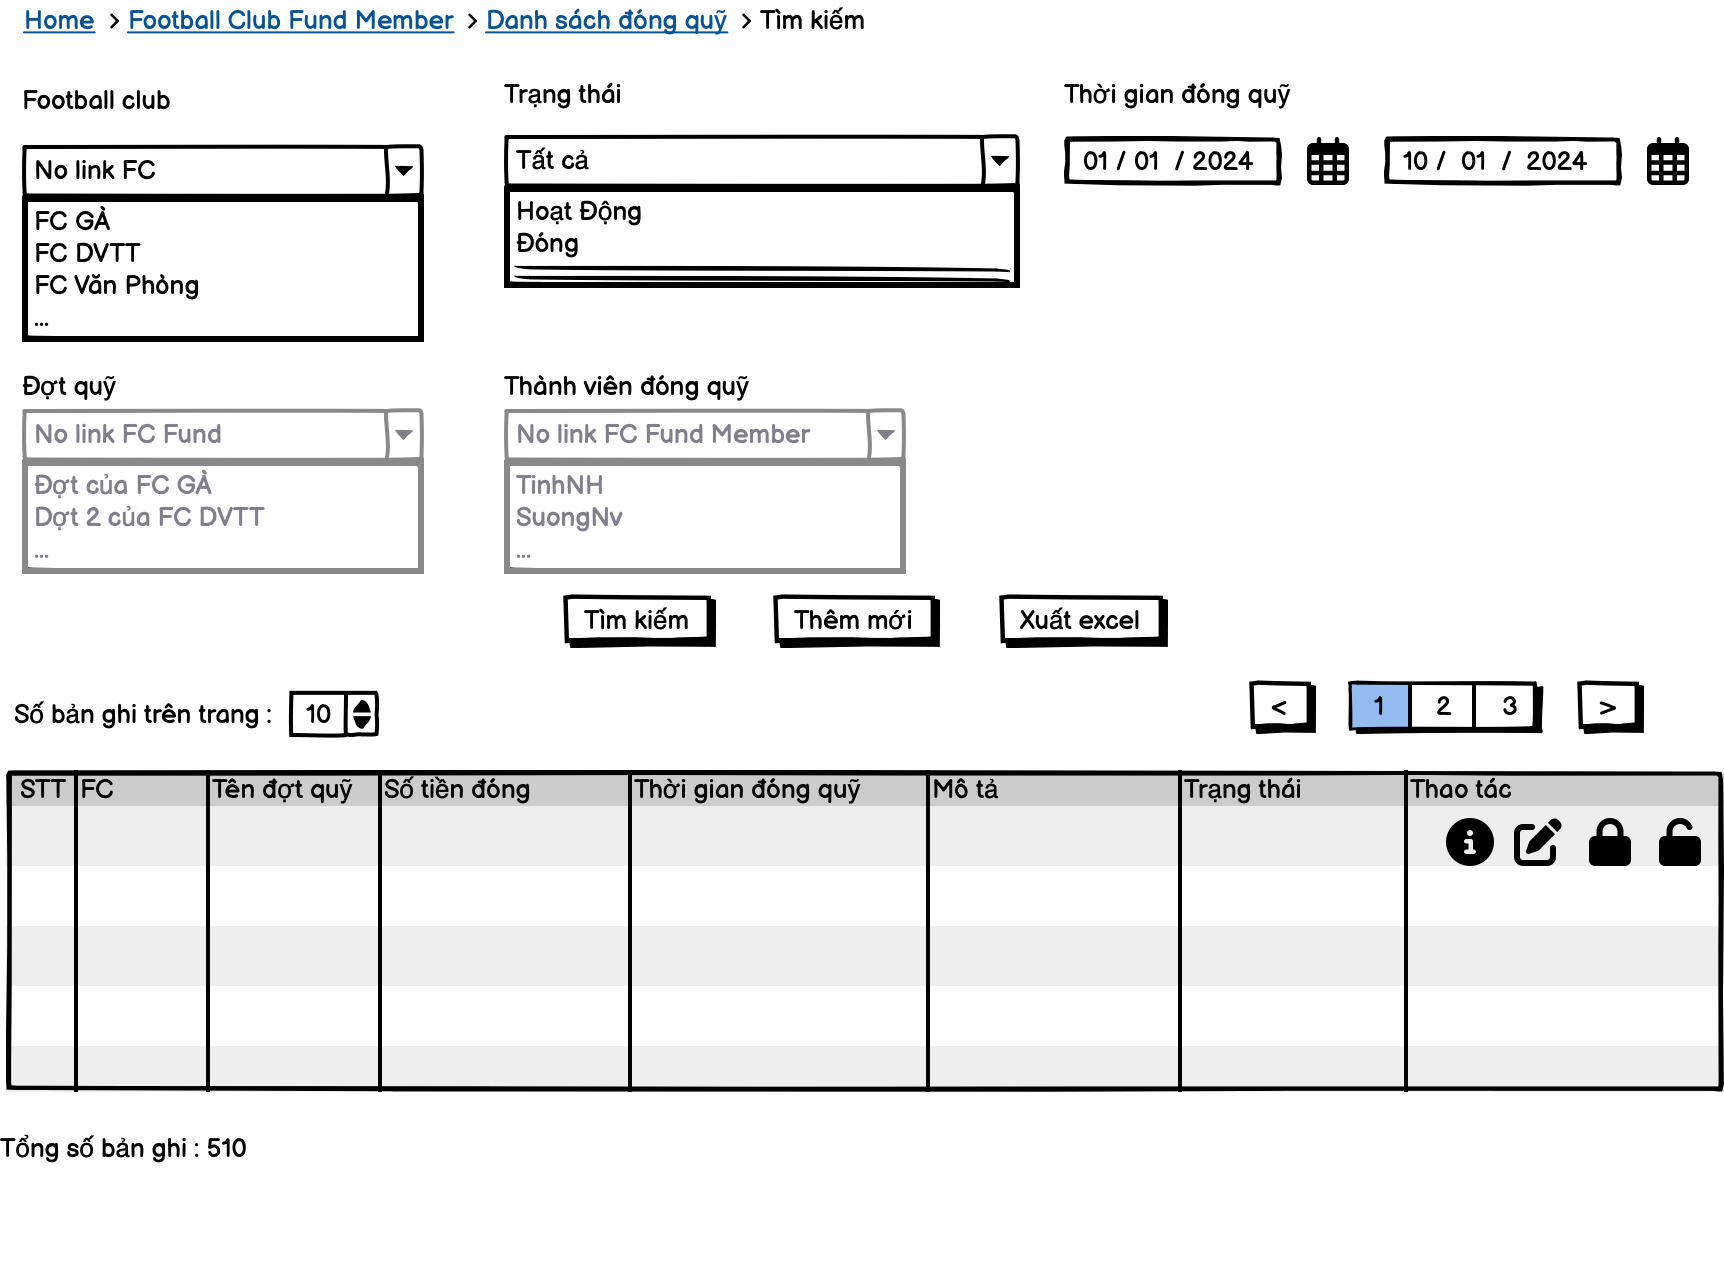 Home > Football Club Fund Member > Danh sách đóng quỹ > Tìm kiếm
Football club
Trạng thái
Thời gian đóng quỹ
No link FC
Tất cả
01 / 01 / 2024
10 / 01 / 2024
FC GÀ
FC DVTT
FC Văn Phòng
...
Hoạt Động
Đóng
Đợt quỹ
Thành viên đóng quỹ
No link FC Fund
No link FC Fund Member
Đợt của FC GÀ
Dợt 2 của FC DVTT
...
TinhNH
SuongNv
...
Tìm kiếm
Thêm mới
Xuất excel
Số bản ghi trên trang : 10
< 1 2 3 >
STT FC Tên đợt quỹ Số tiền đóng Thời gian đóng quỹ Mô tả Trạng thái Thao tác
Tổng số bản ghi : 510